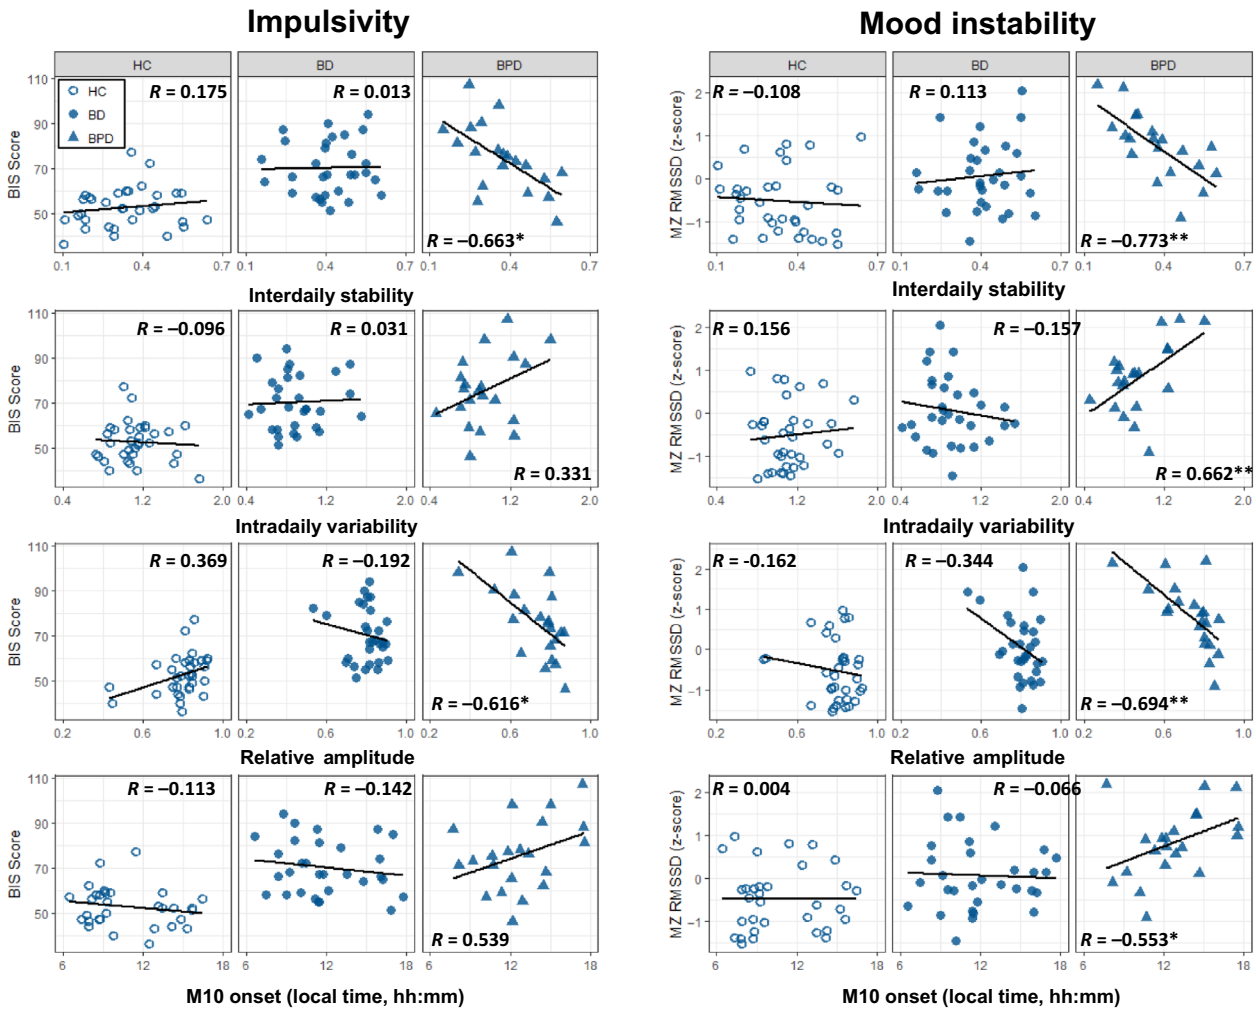 Impulsivity
Mood instability
HC
BD
BPD
HC
BD
BPD
HC
BD
BPD
R = 0.175
R = 0.013
R = –0.663*
R = –0.108
R = 0.113
R = –0.773**
BIS Score
110
90
70
50
MZ RMSSD (z-score)
2
1
0
−1
0.1
0.4
0.7
0.1
0.4
0.7
0.1
0.4
0.7
0.1
0.4
0.7
0.1
0.4
0.7
0.1
0.4
0.7
Interdaily stability
Interdaily stability
R = –0.096
R = 0.031
R = 0.331
R = 0.156
R = –0.157
R = 0.662**
BIS Score
110
90
70
50
MZ RMSSD (z-score)
2
1
0
−1
0.4
1.2
2.0
0.4
1.2
2.0
0.4
1.2
2.0
0.4
1.2
2.0
0.4
1.2
2.0
0.4
1.2
2.0
Intradaily variability
Intradaily variability
R = 0.369
R = –0.192
R = –0.616*
R = -0.162
R = –0.344
R = –0.694**
BIS Score
110
90
70
50
MZ RMSSD (z-score)
2
1
0
−1
0.2
0.6
1.0
0.2
0.6
1.0
0.2
0.6
1.0
0.2
0.6
1.0
0.2
0.6
1.0
0.2
0.6
1.0
Relative amplitude
Relative amplitude
R = –0.113
R = –0.142
R = 0.539
R = 0.004
R = –0.066
R = –0.553*
BIS Score
110
90
70
50
MZ RMSSD (z-score)
2
1
0
−1
6
12
18
6
12
18
6
12
18
6
12
18
6
12
18
6
12
18
M10 onset (local time, hh:mm)
M10 onset (local time, hh:mm)